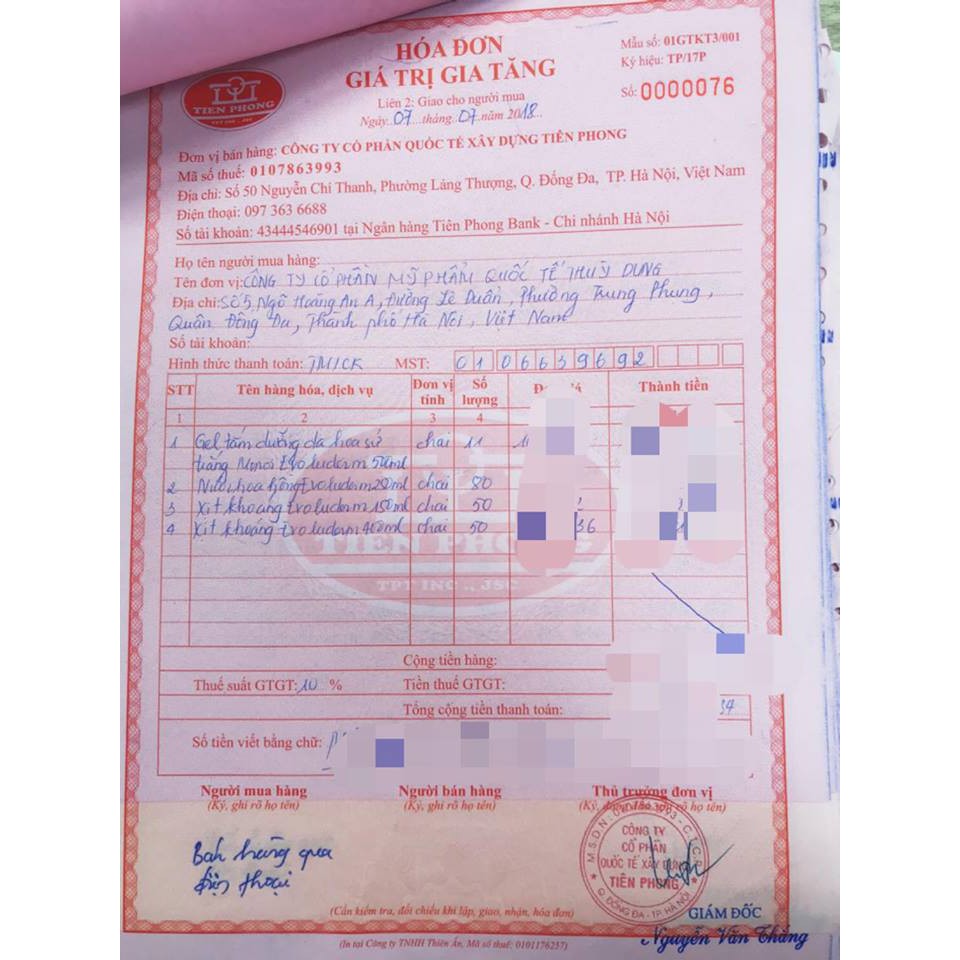 HÓA ĐƠN
GIÁ TRỊ GIA TĂNG
Liên 2: Giao cho người mua
Ngày 07 tháng 07 năm 2018
Mẫu số: 01GTKT3/001
Ký hiệu: TP/17P
Số: 0000076
TIEN PHONG
TPT INC ., JSC
Đơn vị bán hàng: CÔNG TY CỔ PHẦN QUỐC TẾ XÂY DỰNG TIÊN PHONG
Mã số thuế: 0107863993
Địa chỉ: Số 50 Nguyễn Chí Thanh, Phường Láng Thượng, Q. Đống Đa, TP. Hà Nội, Việt Nam
Điện thoại: 097 363 6688
Số tài khoản: 43444546901 tại Ngân hàng Tiên Phong Bank - Chi nhánh Hà Nội
Họ tên người mua hàng:
Tên đơn vị: CÔNG TY CỔ PHẦN MỸ PHẨM QUỐC TẾ THUỲ DUNG
Địa chỉ: Số 5, Ngõ Hoàng An A, Đường Lê Duẩn, Phường Trung Phụng,
Quận Đống Đa, Thành phố Hà Nội, Việt Nam
Số tài khoản:
Hình thức thanh toán: TM/CK MST: 0106639692
STT Tên hàng hóa, dịch vụ Đơn vị tính Số lượng Thành tiền
1 2 3 4
1 Gel tắm dưỡng da hoa sứ chai 11
trắng Monoi Evoluderm 500ml
2 Nước hoa hồng Evoluderm 250ml chai 80
3 Xịt khoáng Evoluderm 150ml chai 50
4 Xịt khoáng Evoluderm 400ml chai 50 36
TIEN PHONG
TPT INC ., JSC
Cộng tiền hàng:
Thuế suất GTGT: 10 % Tiền thuế GTGT:
Tổng cộng tiền thanh toán: 34
Số tiền viết bằng chữ:
Người mua hàng Người bán hàng Thủ trưởng đơn vị
(Ký, ghi rõ họ tên) (Ký, ghi rõ họ tên) (Ký, rõ họ tên)
Bán hàng qua
điện thoại
CÔNG TY
CỔ PHẦN
QUỐC TẾ XÂY DỰNG
TIÊN PHONG
Q. ĐỐNG ĐA - TP. HÀ NỘI
GIÁM ĐỐC
Nguyễn Văn Thắng
(Cần kiểm tra, đối chiếu khi lập, giao, nhận, hóa đơn)
(In tại Công ty TNHH Thiên Ấn, Mã số thuế: 0101176257)